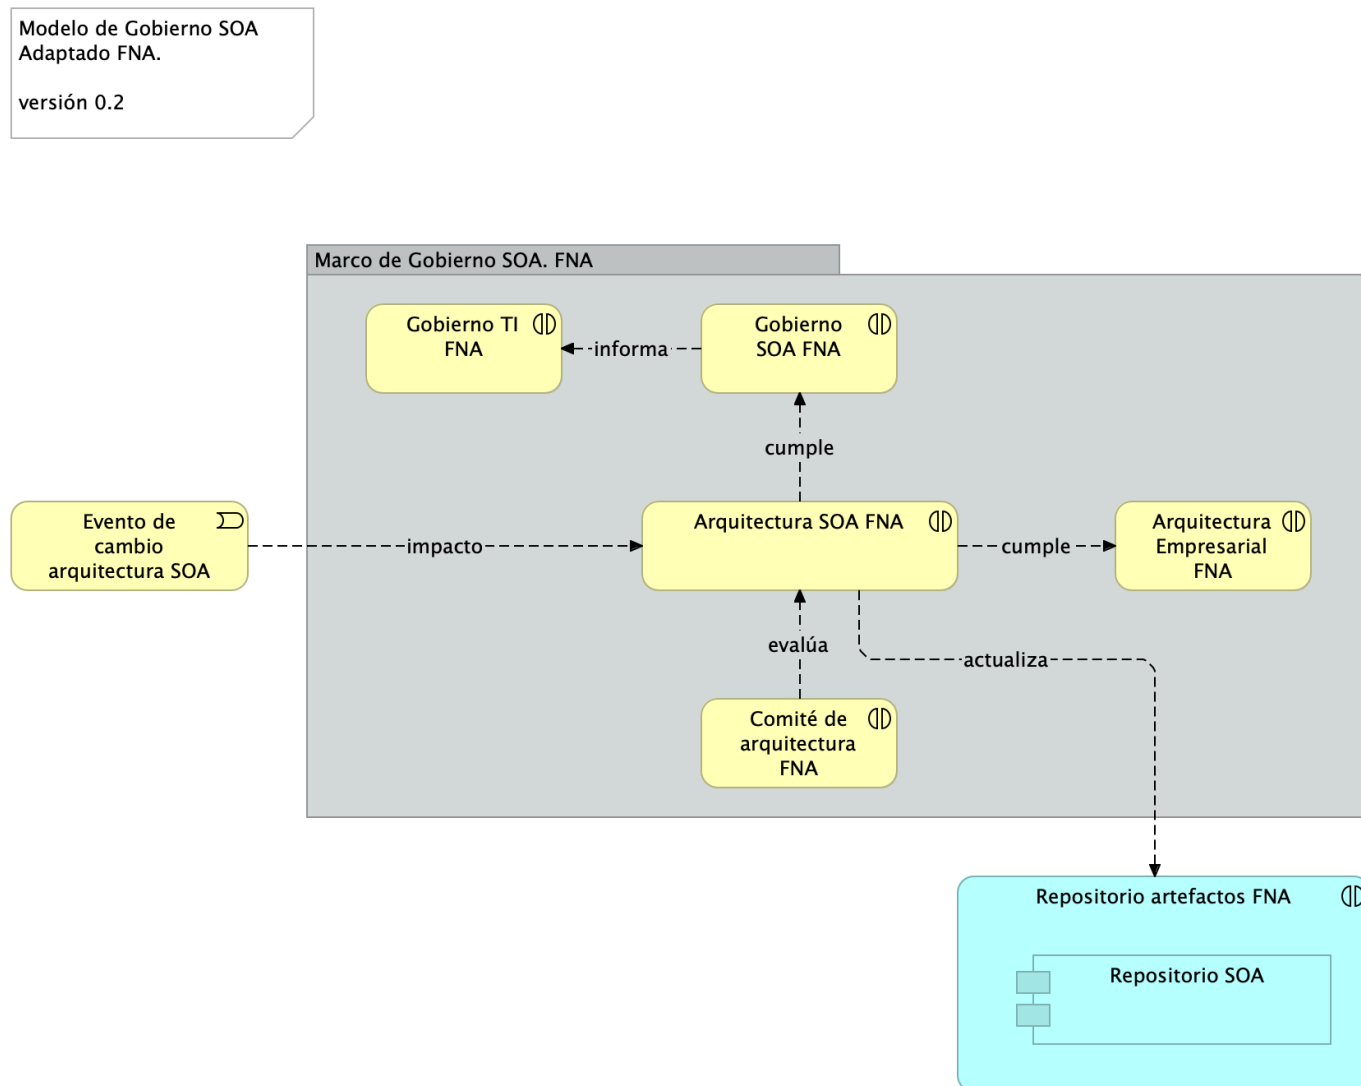 Modelo de Gobierno SOA
Adaptado FNA.
versión 0.2
Marco de Gobierno SOA. FNA
Gobierno TI
FNA
informa
Gobierno
SOA FNA
cumple
Evento de
cambio
arquitectura SOA
impacto
Arquitectura SOA FNA
cumple
Arquitectura
Empresarial
FNA
evalúa
actualiza
Comité de
arquitectura
FNA
Repositorio artefactos FNA
Repositorio SOA